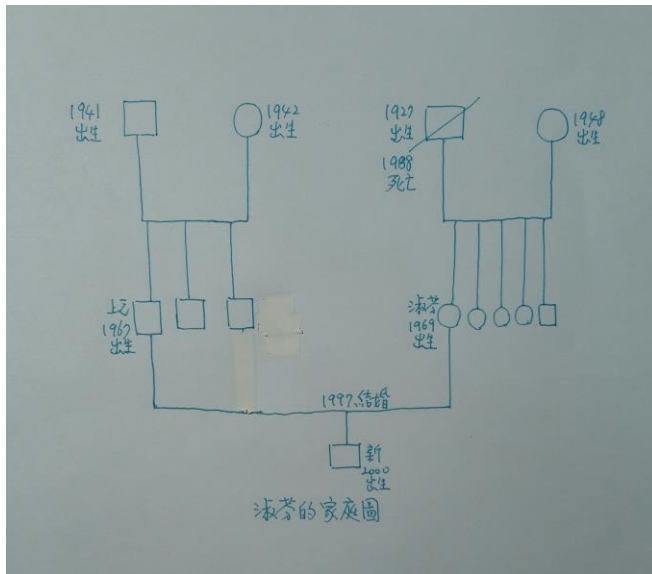 1941
出生
1942
出生
1927
出生
1988
死亡
1948
出生
上元
1967
出生
淑芬
1969
出生
1997結婚
新
2000
出生
淑芬的家庭圖